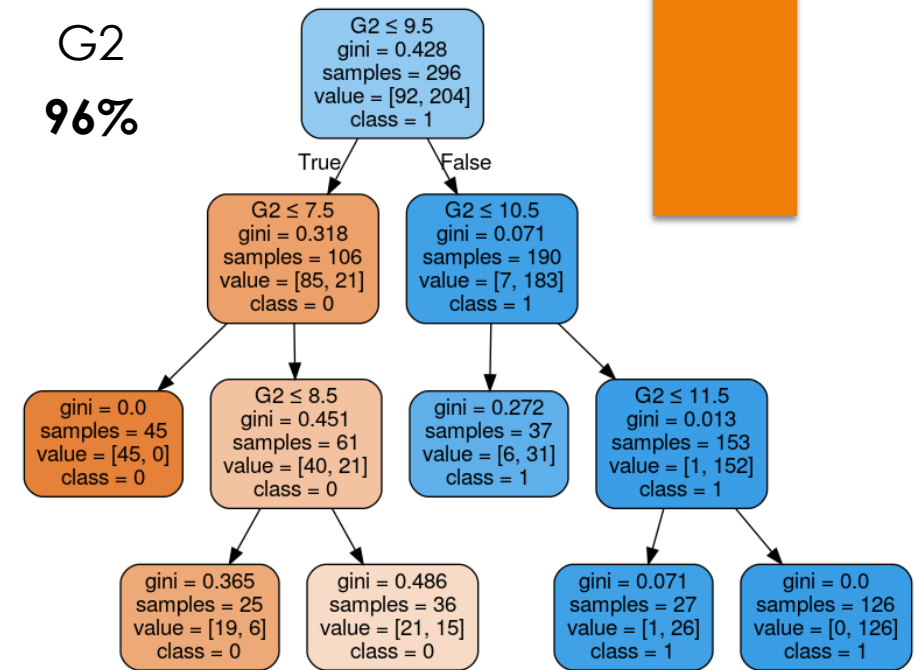 G2
96%
G2 ≤ 9.5
gini = 0.428
samples = 296
value = [92, 204]
class = 1
True
False
G2 ≤ 7.5
gini = 0.318
samples = 106
value = [85, 21]
class = 0
G2 ≤ 10.5
gini = 0.071
samples = 190
value = [7, 183]
class = 1
gini = 0.0
samples = 45
value = [45, 0]
class = 0
G2 ≤ 8.5
gini = 0.451
samples = 61
value = [40, 21]
class = 0
gini = 0.272
samples = 37
value = [6, 31]
class = 1
G2 ≤ 11.5
gini = 0.013
samples = 153
value = [1, 152]
class = 1
gini = 0.365
samples = 25
value = [19, 6]
class = 0
gini = 0.486
samples = 36
value = [21, 15]
class = 0
gini = 0.071
samples = 27
value = [1, 26]
class = 1
gini = 0.0
samples = 126
value = [0, 126]
class = 1